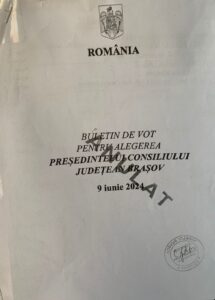 ROMÂNIA
BULETIN DE VOT
PENTRU ALEGEREA
PREȘEDINTELUI CONSILIULUI
JUDEȚEAN BRAȘOV
9 iunie 2024
ANULAT